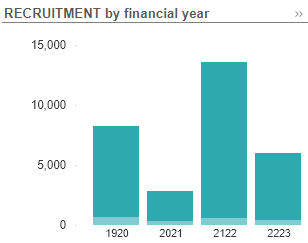 RECRUITMENT by financial year »
15,000
10,000
5,000
0
1920 2021 2122 2223